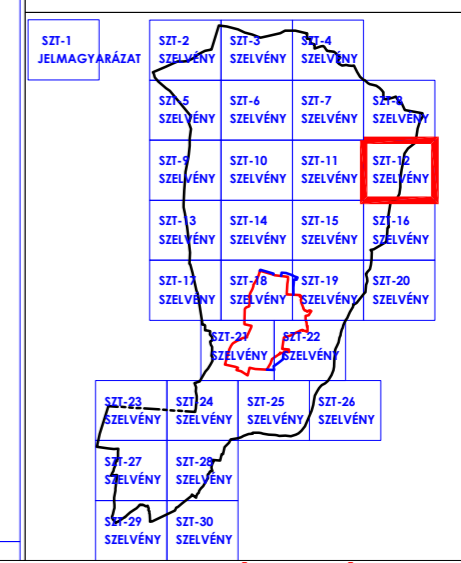 SZT-1
JELMAGYARÁZAT
SZT-2
SZELVÉNY
SZT-3
SZELVÉNY
SZT-4
SZELVÉNY
SZT-5
SZELVÉNY
SZT-6
SZELVÉNY
SZT-7
SZELVÉNY
SZT-8
SZELVÉNY
SZT-9
SZELVÉNY
SZT-10
SZELVÉNY
SZT-11
SZELVÉNY
SZT-12
SZELVÉNY
SZT-13
SZELVÉNY
SZT-14
SZELVÉNY
SZT-15
SZELVÉNY
SZT-16
SZELVÉNY
SZT-17
SZELVÉNY
SZT-18
SZELVÉNY
SZT-19
SZELVÉNY
SZT-20
SZELVÉNY
SZT-21
SZELVÉNY
SZT-22
SZELVÉNY
SZT-23
SZELVÉNY
SZT-24
SZELVÉNY
SZT-25
SZELVÉNY
SZT-26
SZELVÉNY
SZT-27
SZELVÉNY
SZT-28
SZELVÉNY
SZT-29
SZELVÉNY
SZT-30
SZELVÉNY